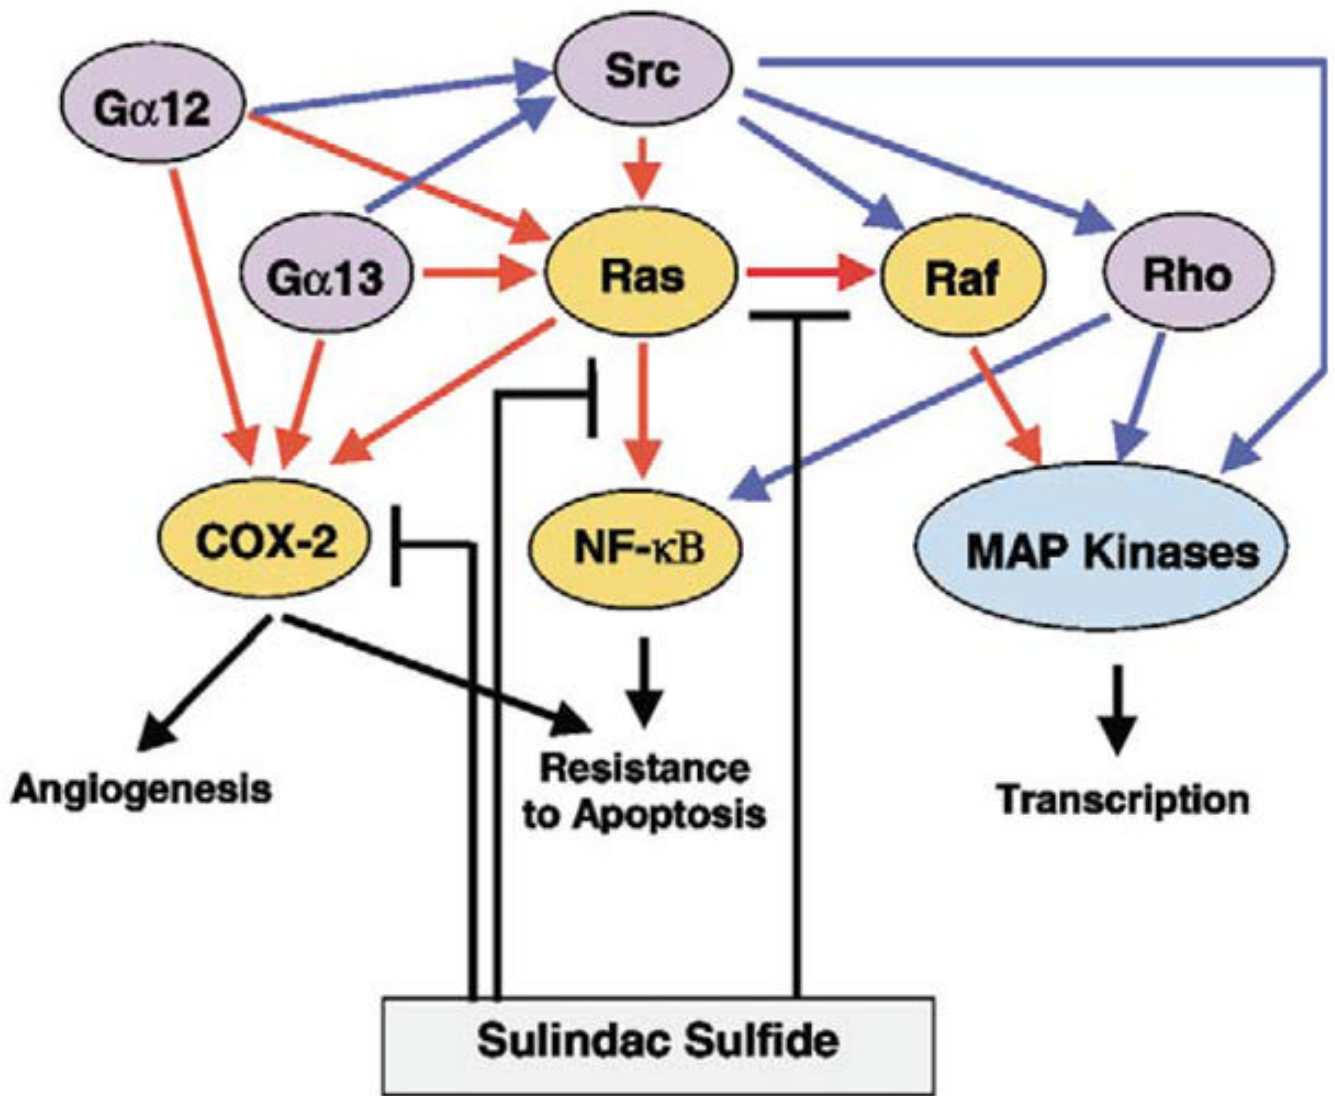 Src
Gα12
Gα13
Ras
Raf
Rho
COX-2
NF-κB
MAP Kinases
Angiogenesis
Resistance
to Apoptosis
Transcription
Sulindac Sulfide